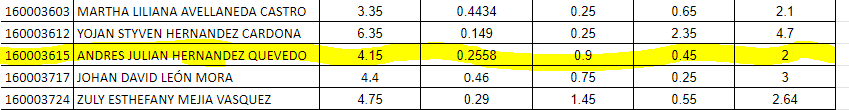 160003603 MARTHA LILIANA AVELLANEDA CASTRO 3.35 0.4434 0.25 0.65 2.1
160003612 YOJAN STYVEN HERNANDEZ CARDONA 6.35 0.149 0.25 2.35 4.7
160003615 ANDRES JULIAN HERNANDEZ QUEVEDO 4.15 0.2558 0.9 0.45 2
160003717 JOHAN DAVID LEÓN MORA 4.4 0.46 0.75 0.25 3
160003724 ZULY ESTHEFANY MEJIA VASQUEZ 4.75 0.29 1.45 0.55 2.64